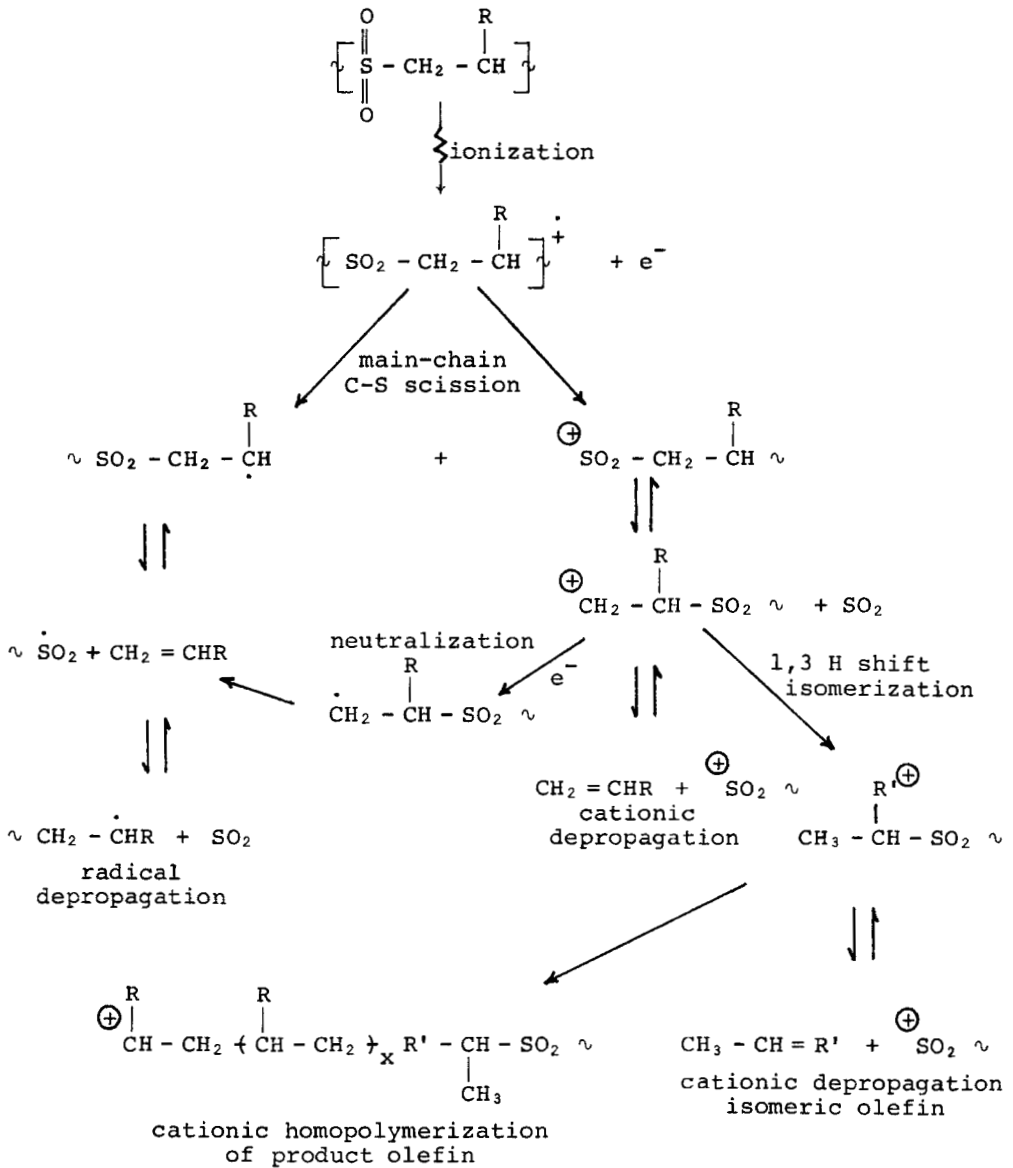 O
R
S - CH₂ - CH
O
ionization
R
SO₂ - CH₂ - CH ~ ·+ + e⁻
main-chain
C-S scission
R
~ SO₂ - CH₂ - CH ·
+
R
⊕ SO₂ - CH₂ - CH ~
R
⊕ CH₂ - CH - SO₂ ~ + SO₂
~ ṠO₂ + CH₂ = CHR
neutralization
e⁻
R
ĊH₂ - CH - SO₂ ~
1,3 H shift
isomerization
CH₂ = CHR + ⊕ SO₂ ~
cationic
depropagation
R'⊕
CH₃ - CH - SO₂ ~
~ CH₂ - ĊHR + SO₂
radical
depropagation
R R
⊕ CH - CH₂ ( CH - CH₂ )x R' - CH - SO₂ ~
CH₃
cationic homopolymerization
of product olefin
CH₃ - CH = R' + ⊕ SO₂ ~
cationic depropagation
isomeric olefin